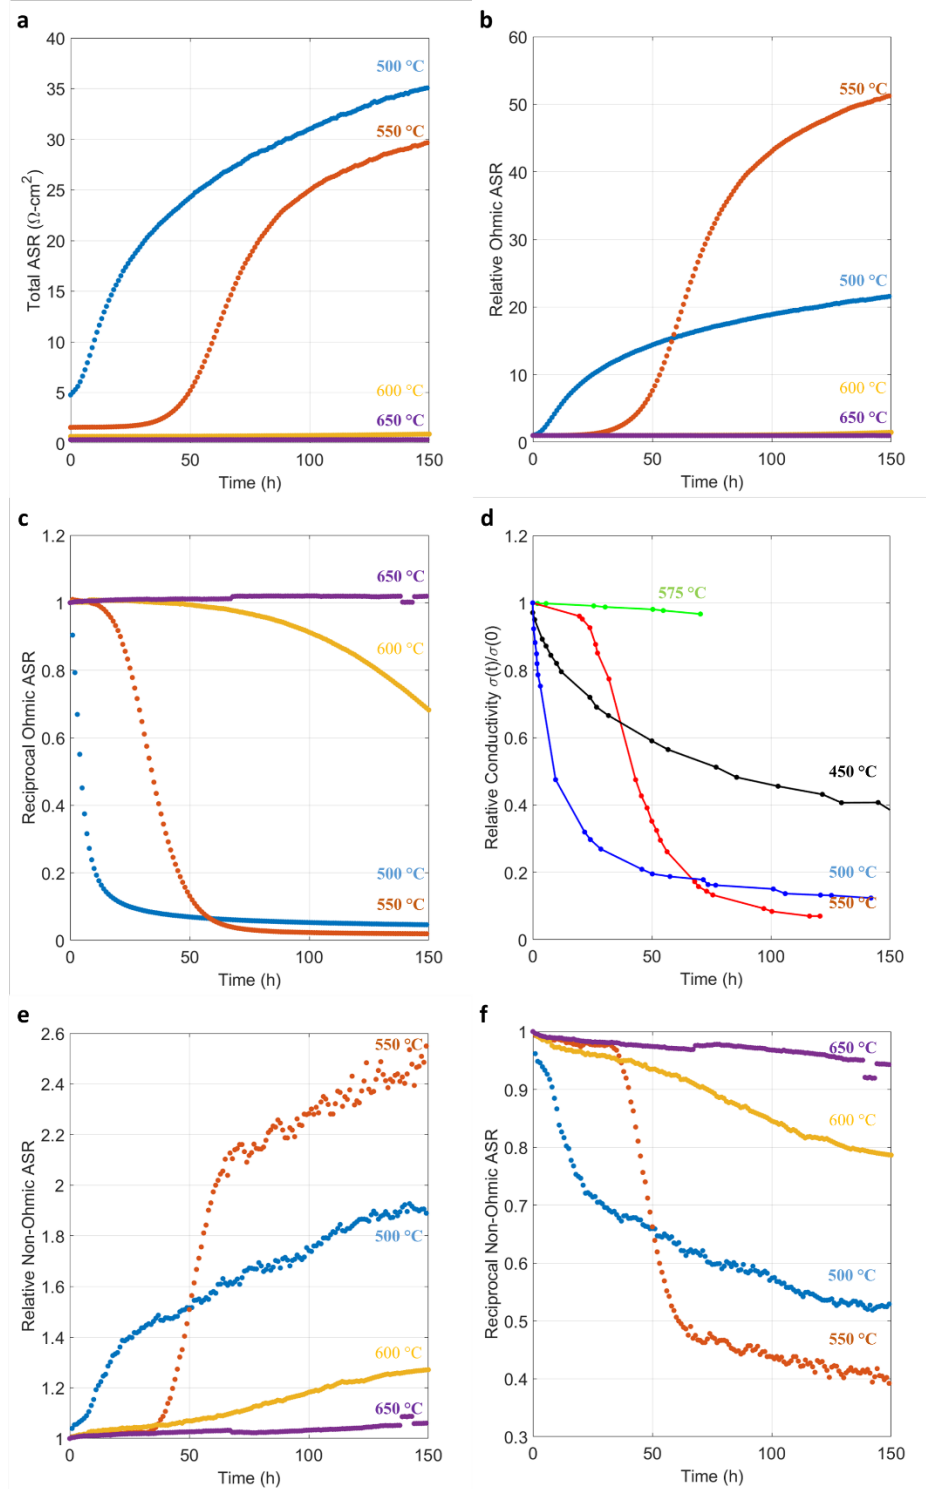 a
Total ASR (Ω-cm2)
40
35
30
25
20
15
10
5
0
500 °C
550 °C
600 °C
650 °C
0 50 100 150
Time (h)
b
Relative Ohmic ASR
60
50
40
30
20
10
0
550 °C
500 °C
600 °C
650 °C
0 50 100 150
Time (h)
c
Reciprocal Ohmic ASR
1.2
1
0.8
0.6
0.4
0.2
0
650 °C
600 °C
500 °C
550 °C
0 50 100 150
Time (h)
d
Relative Conductivity σ(t)/σ(0)
1.2
1
0.8
0.6
0.4
0.2
0
575 °C
450 °C
500 °C
550 °C
0 50 100 150
Time (h)
e
Relative Non-Ohmic ASR
2.6
2.4
2.2
2
1.8
1.6
1.4
1.2
1
550 °C
500 °C
600 °C
650 °C
0 50 100 150
Time (h)
f
Reciprocal Non-Ohmic ASR
1
0.9
0.8
0.7
0.6
0.5
0.4
0.3
650 °C
600 °C
500 °C
550 °C
0 50 100 150
Time (h)